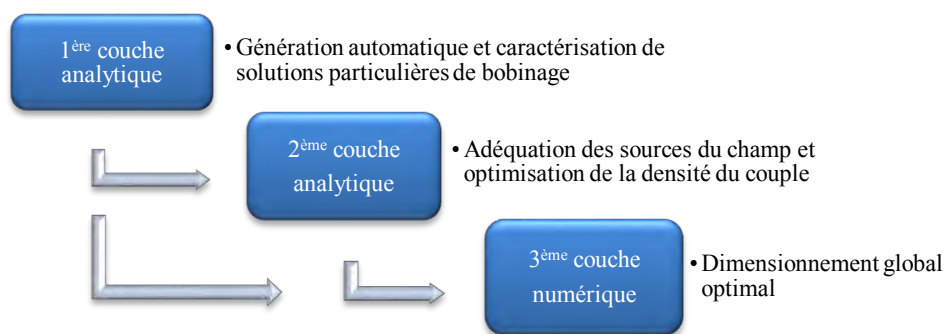 1ère couche
analytique
• Génération automatique et caractérisation de
solutions particulières de bobinage
2ème couche
analytique
• Adéquation des sources du champ et
optimisation de la densité du couple
3ème couche
numérique
• Dimensionnement global
optimal